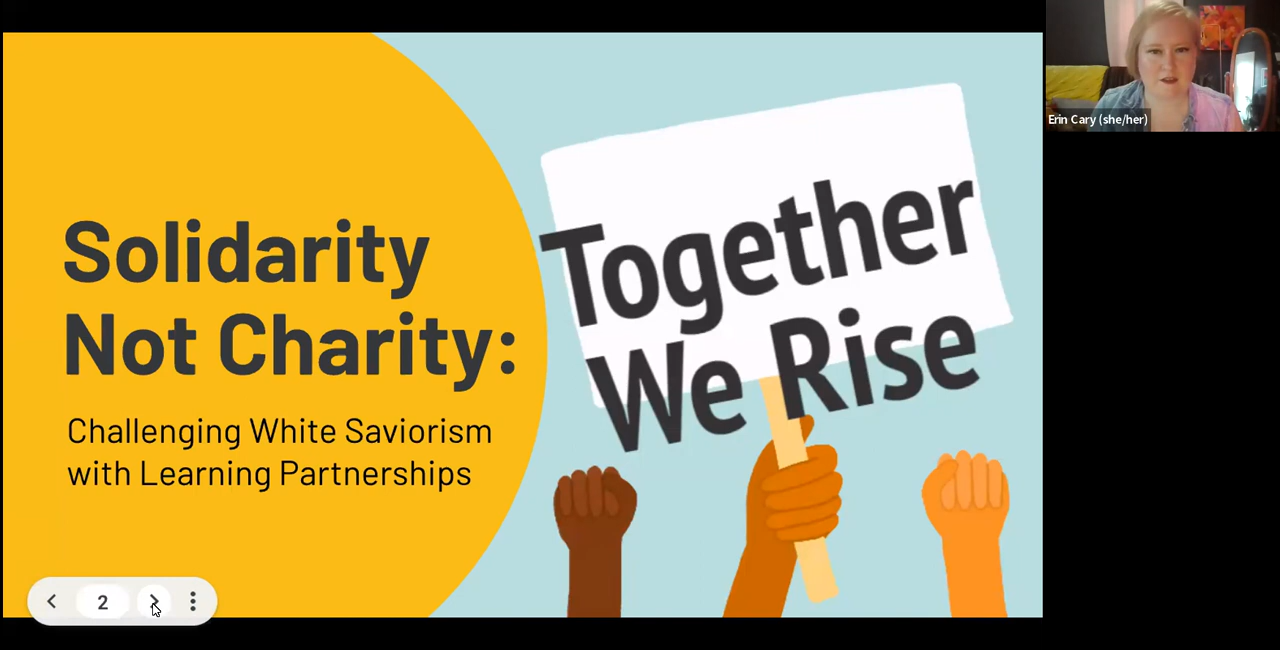 Solidarity
Not Charity:
Challenging White Saviorism
with Learning Partnerships
Together
We Rise
2
Erin Cary (she/her)